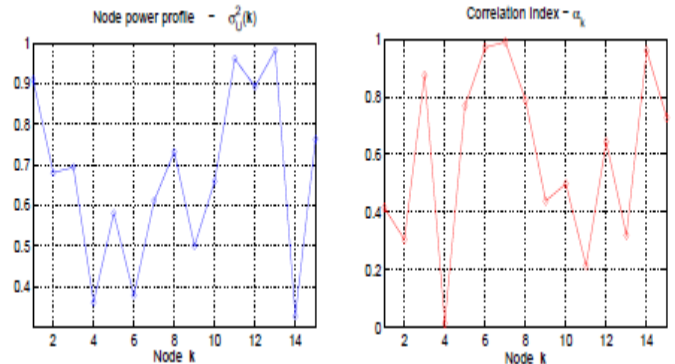 Node power profile - σ²ᵤ(k)
1
0.9
0.8
0.7
0.6
0.5
0.4
2 4 6 8 10 12 14
Node k
Correlation Index - αₖ
1
0.8
0.6
0.4
0.2
0
2 4 6 8 10 12 14
Node k